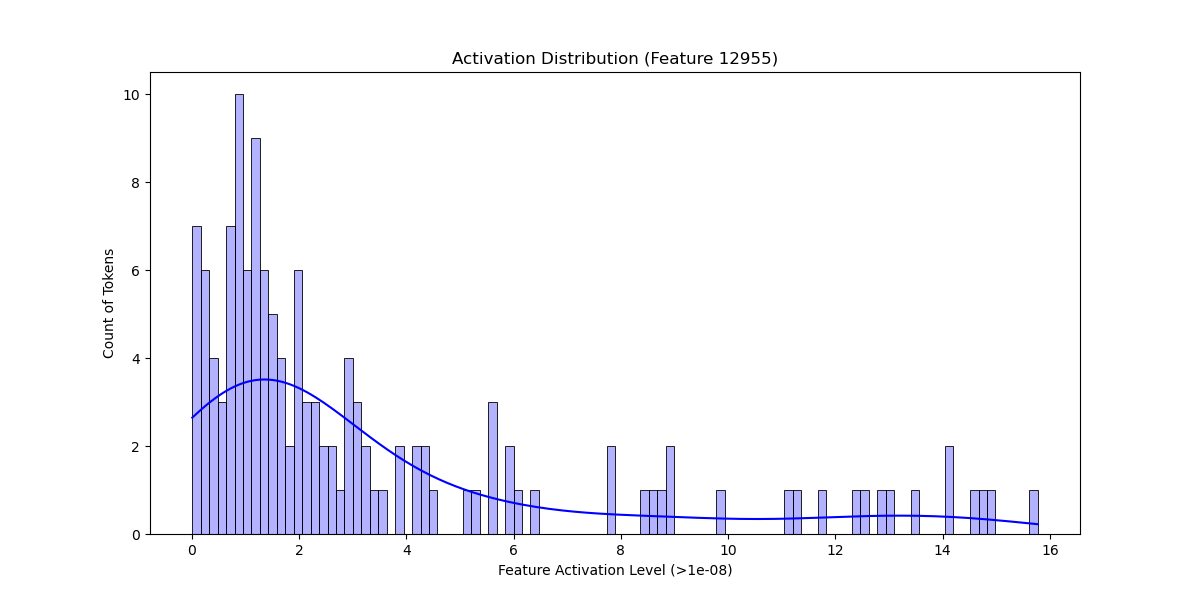 Activation Distribution (Feature 12955)
Count of Tokens
10
8
6
4
2
0
0 2 4 6 8 10 12 14 16
Feature Activation Level (>1e-08)